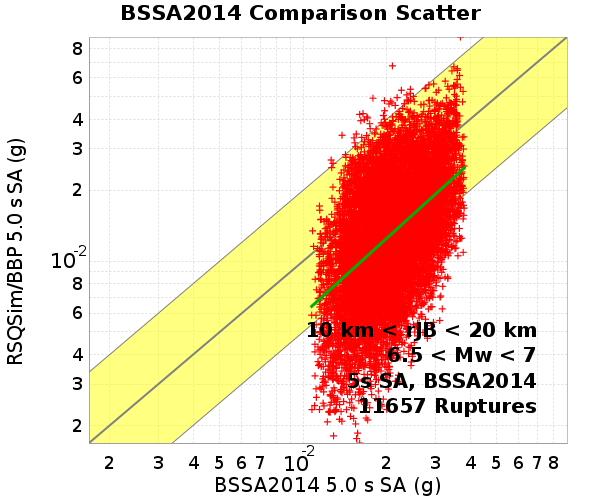 BSSA2014 Comparison Scatter
RSQSim/BBP 5.0 s SA (g)
8
6
4
3
2
10-2
8
6
4
3
2
10 km < rJB < 20 km
6.5 < Mw < 7
5s SA, BSSA2014
11657 Ruptures
2 3 4 5 6 7 10-2 2 3 4 5 6 7 8
BSSA2014 5.0 s SA (g)